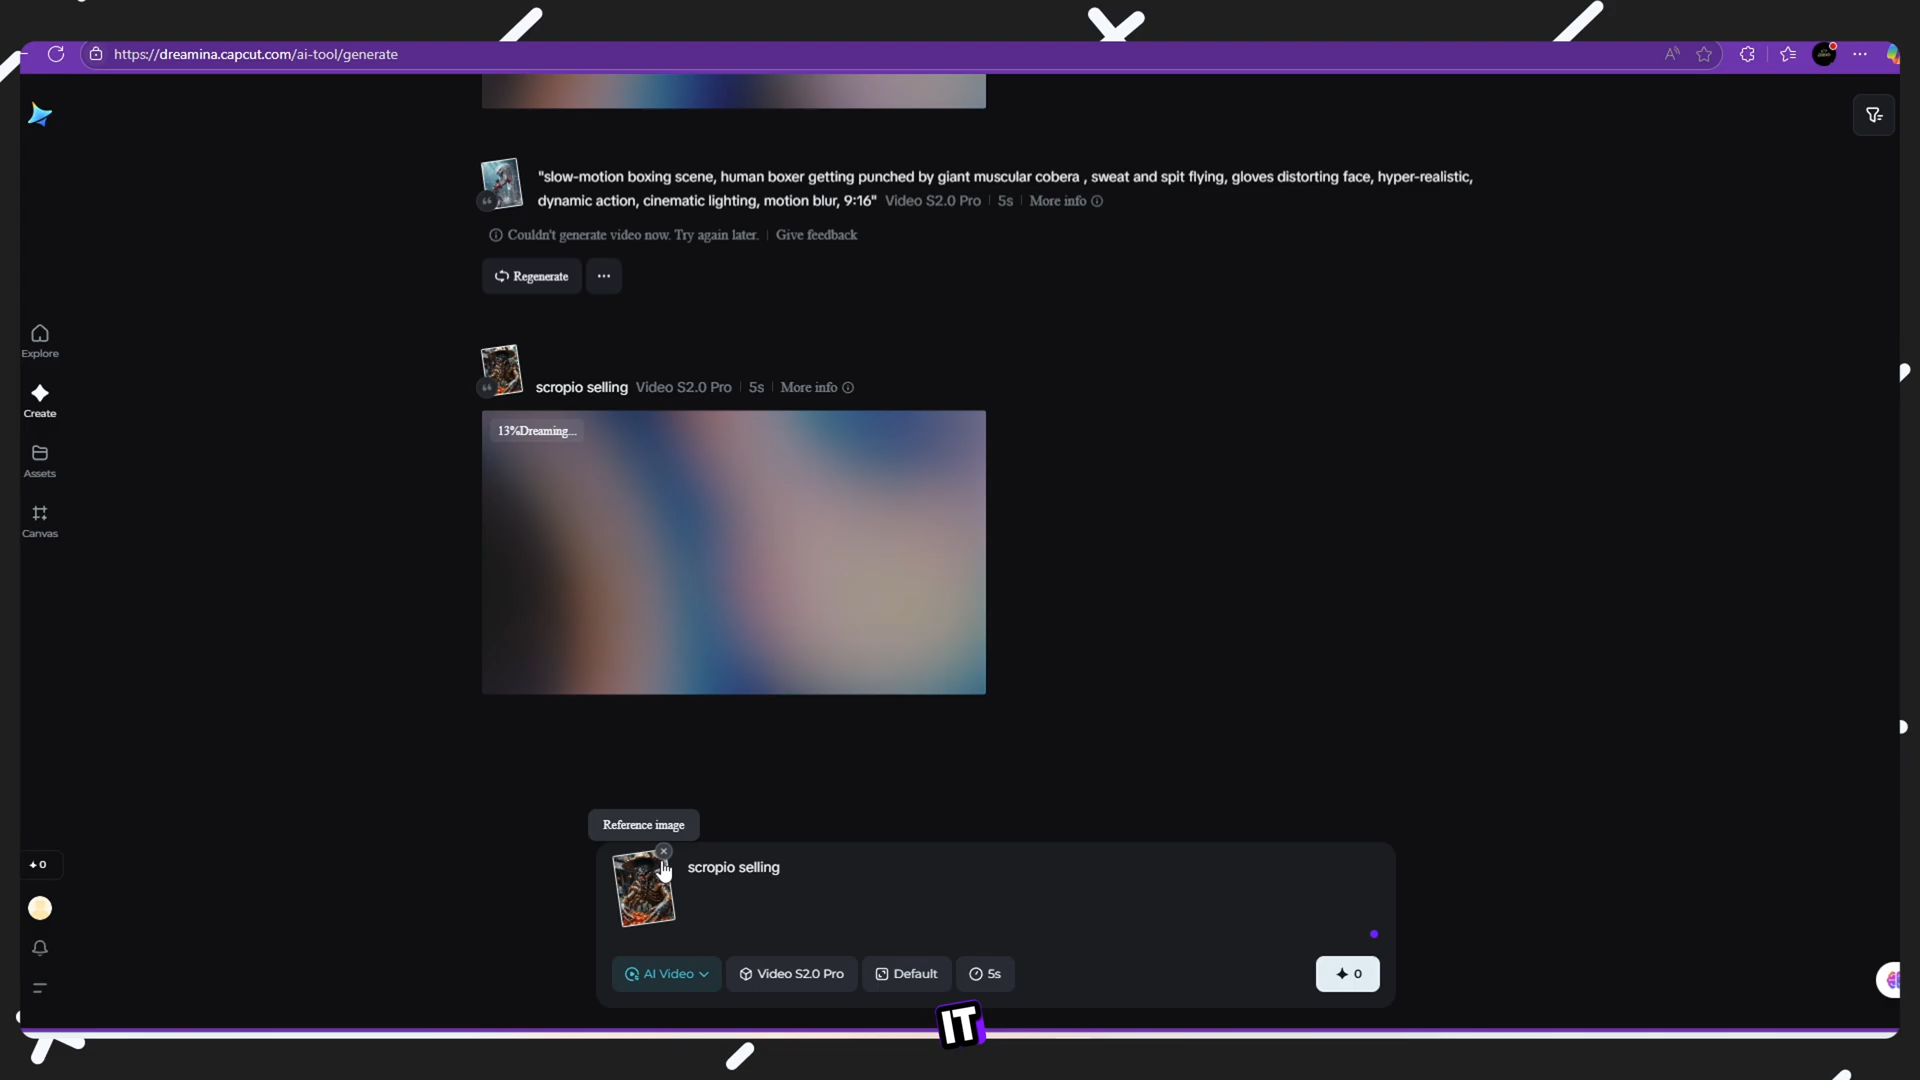 https://dreamina.capcut.com/ai-tool/generate
"slow-motion boxing scene, human boxer getting punched by giant muscular cobera , sweat and spit flying, gloves distorting face, hyper-realistic,
dynamic action, cinematic lighting, motion blur, 9:16" Video S2.0 Pro | 5s | More info
Couldn't generate video now. Try again later. | Give feedback
Regenerate
Explore
scropio selling Video S2.0 Pro | 5s | More info
Create
13%Dreaming...
Assets
Canvas
Reference image
0
scropio selling
AI Video
Video S2.0 Pro
Default
5s
0
IT